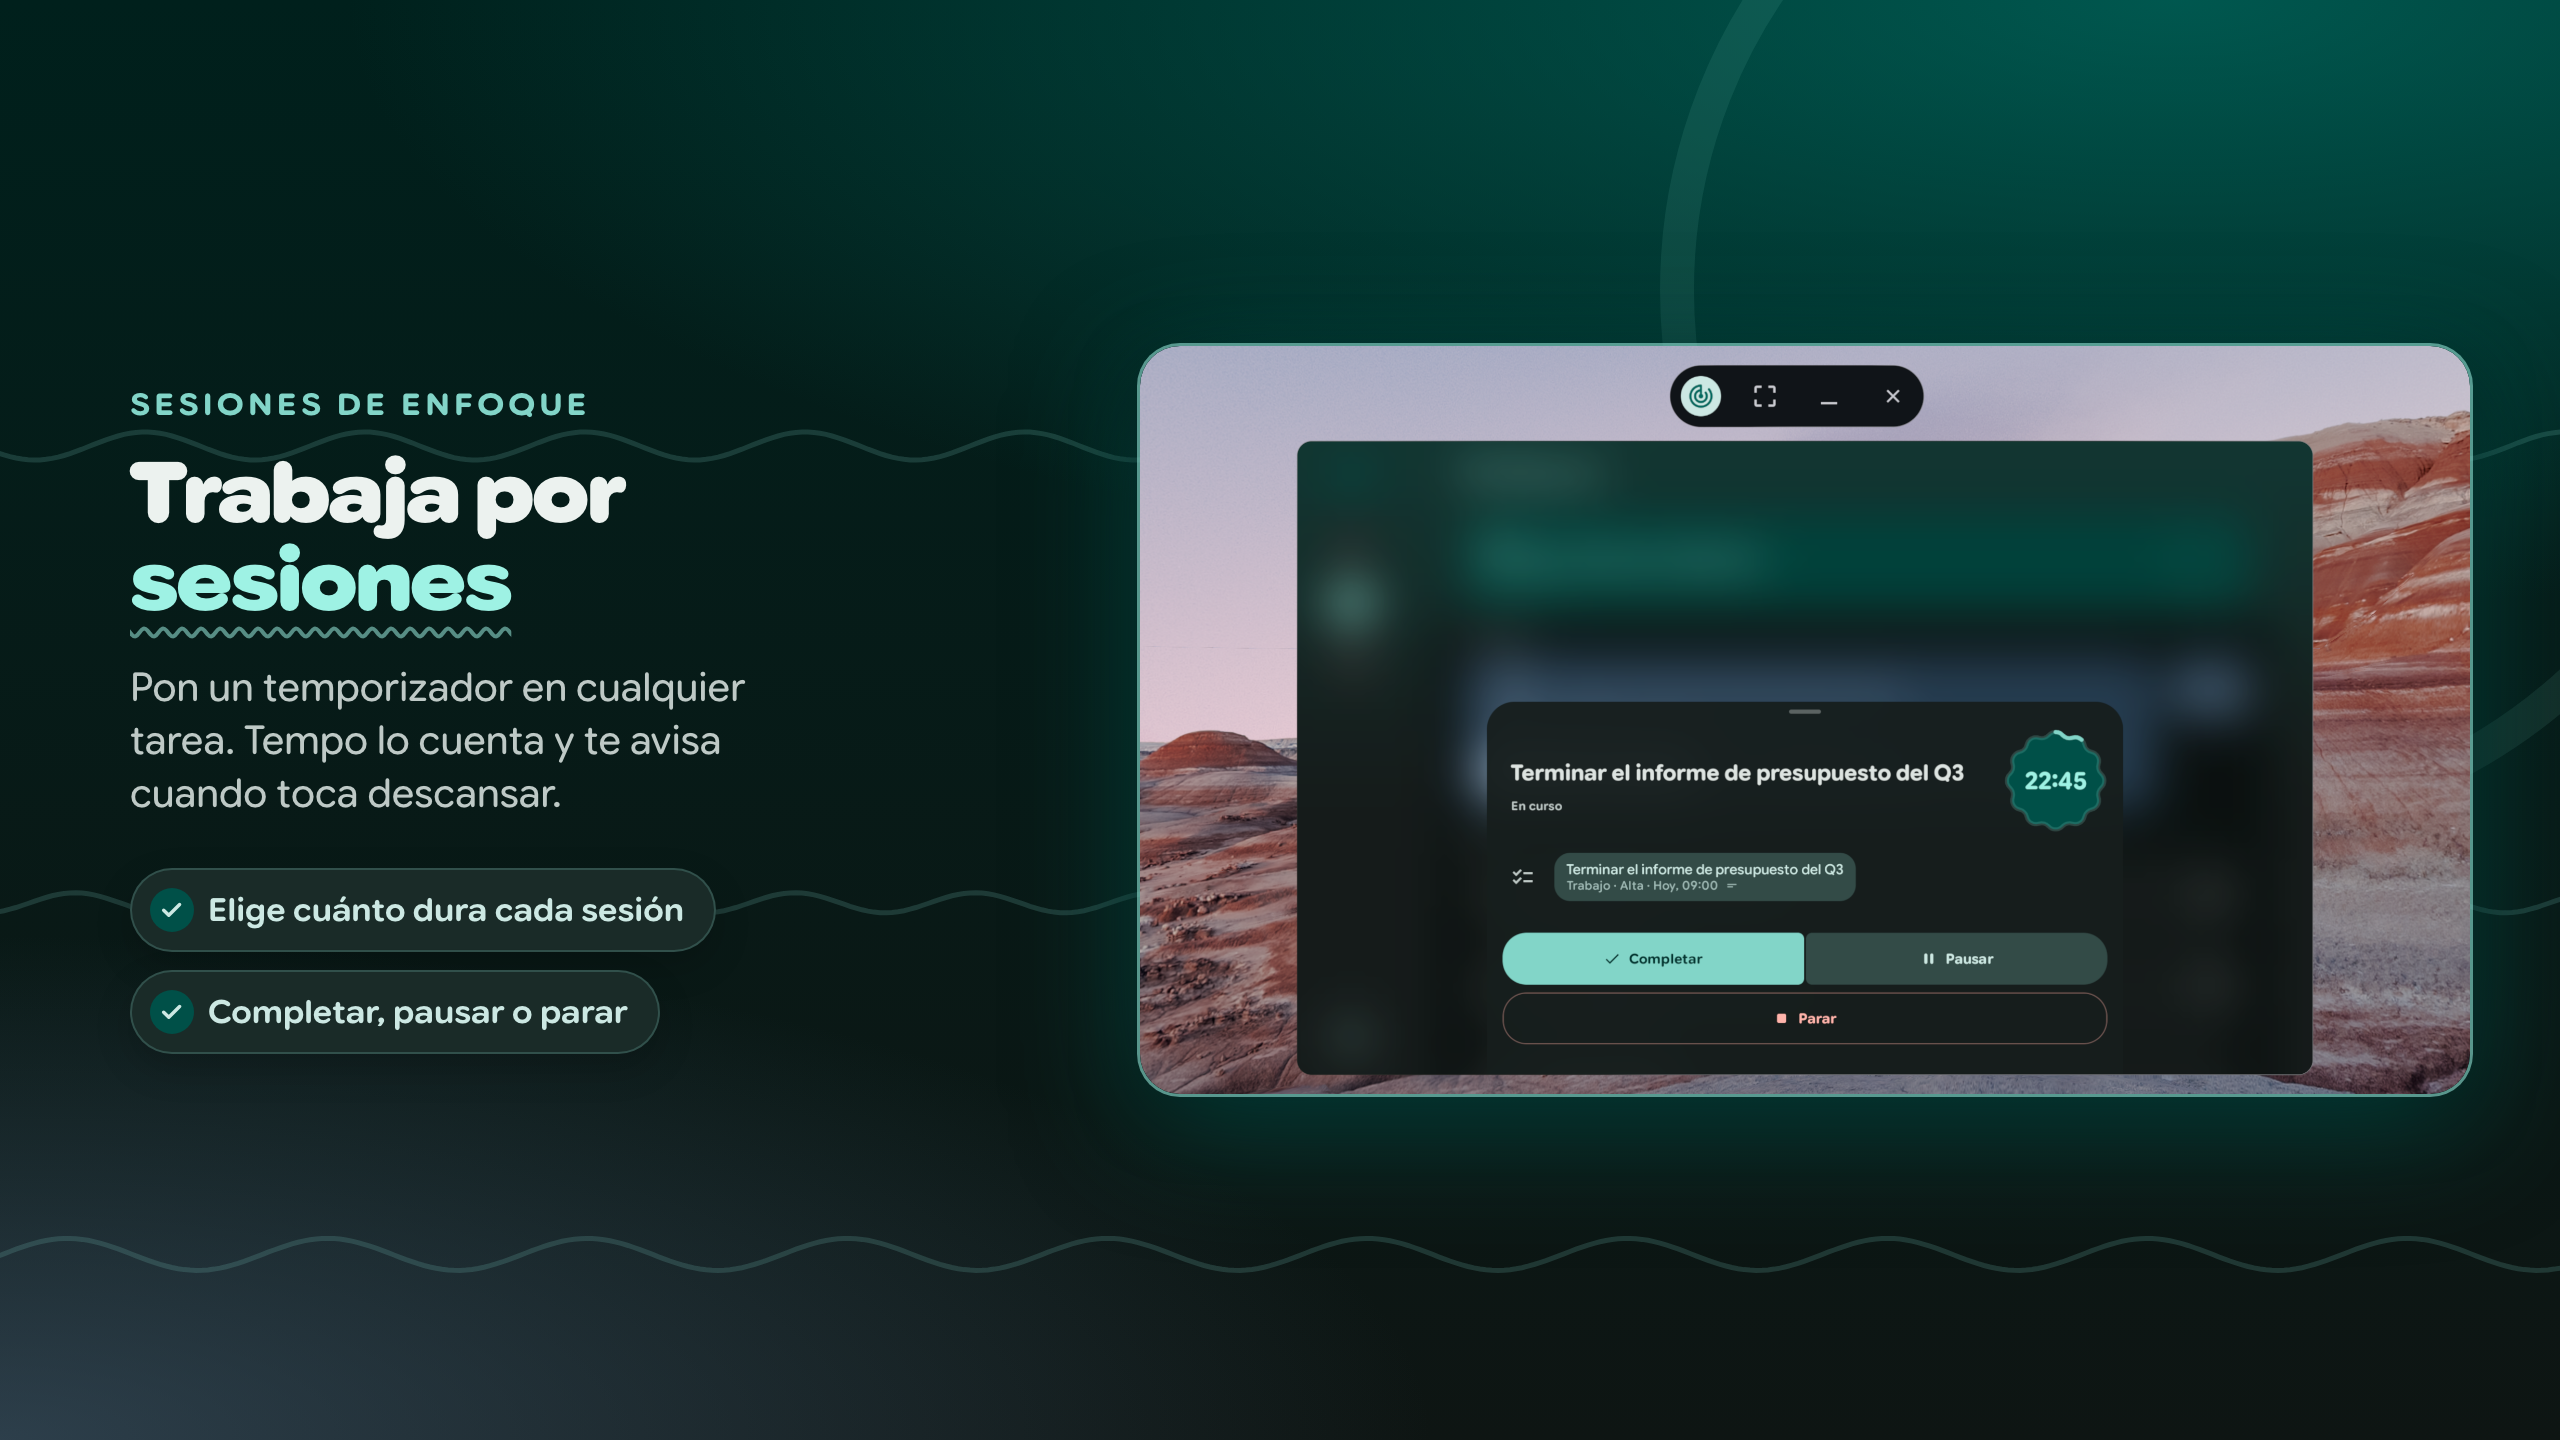 SESIONES DE ENFOQUE
Trabaja por
sesiones
Pon un temporizador en cualquier
tarea. Tempo lo cuenta y te avisa
cuando toca descansar.
Elige cuánto dura cada sesión
Completar, pausar o parar
Terminar el informe de presupuesto del Q3
22:45
En curso
Terminar el informe de presupuesto del Q3
Trabajo · Alta · Hoy, 09:00
Completar
Pausar
Parar